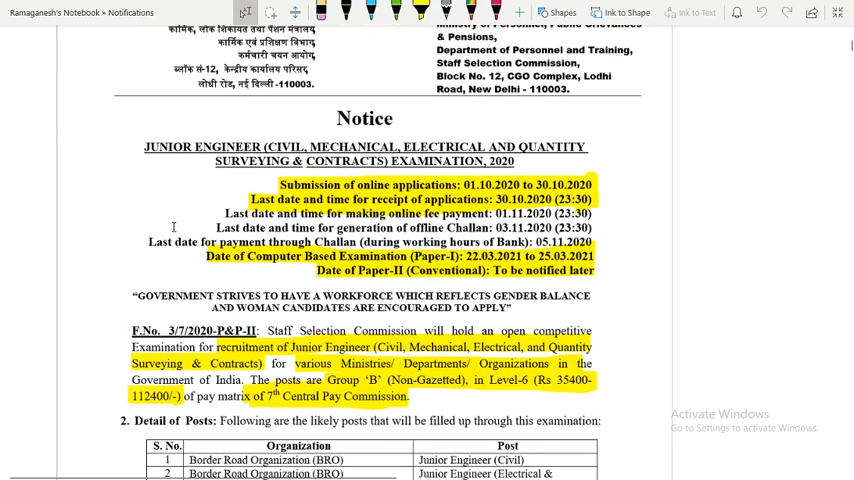 Ramaganesh's Notebook » Notifications
Shapes
Ink to Shape
Ink to Text
कार्मिक, लोक शिकायत तथा पेंशन मंत्रालय,
कार्मिक एवं प्रशिक्षण विभाग,
कर्मचारी चयन आयोग,
ब्लॉक सं-12, केन्द्रीय कार्यालय परिसर,
लोधी रोड, नई दिल्ली -110003.
Ministry of Personnel, Public Grievances
& Pensions,
Department of Personnel and Training,
Staff Selection Commission,
Block No. 12, CGO Complex, Lodhi
Road, New Delhi - 110003.
Notice
JUNIOR ENGINEER (CIVIL, MECHANICAL, ELECTRICAL AND QUANTITY
SURVEYING & CONTRACTS) EXAMINATION, 2020
Submission of online applications: 01.10.2020 to 30.10.2020
Last date and time for receipt of applications: 30.10.2020 (23:30)
Last date and time for making online fee payment: 01.11.2020 (23:30)
Last date and time for generation of offline Challan: 03.11.2020 (23:30)
Last date for payment through Challan (during working hours of Bank): 05.11.2020
Date of Computer Based Examination (Paper-I): 22.03.2021 to 25.03.2021
Date of Paper-II (Conventional): To be notified later
“GOVERNMENT STRIVES TO HAVE A WORKFORCE WHICH REFLECTS GENDER BALANCE
AND WOMAN CANDIDATES ARE ENCOURAGED TO APPLY”
F.No. 3/7/2020-P&P-II: Staff Selection Commission will hold an open competitive
Examination for recruitment of Junior Engineer (Civil, Mechanical, Electrical, and Quantity
Surveying & Contracts) for various Ministries/ Departments/ Organizations in the
Government of India. The posts are Group ‘B’ (Non-Gazetted), in Level-6 (Rs 35400-
112400/-) of pay matrix of 7th Central Pay Commission.
2. Detail of Posts: Following are the likely posts that will be filled up through this examination:
S. No. Organization Post
1 Border Road Organization (BRO) Junior Engineer (Civil)
2 Border Road Organization (BRO) Junior Engineer (Electrical &
Activate Windows
Go to Settings to activate Windows.